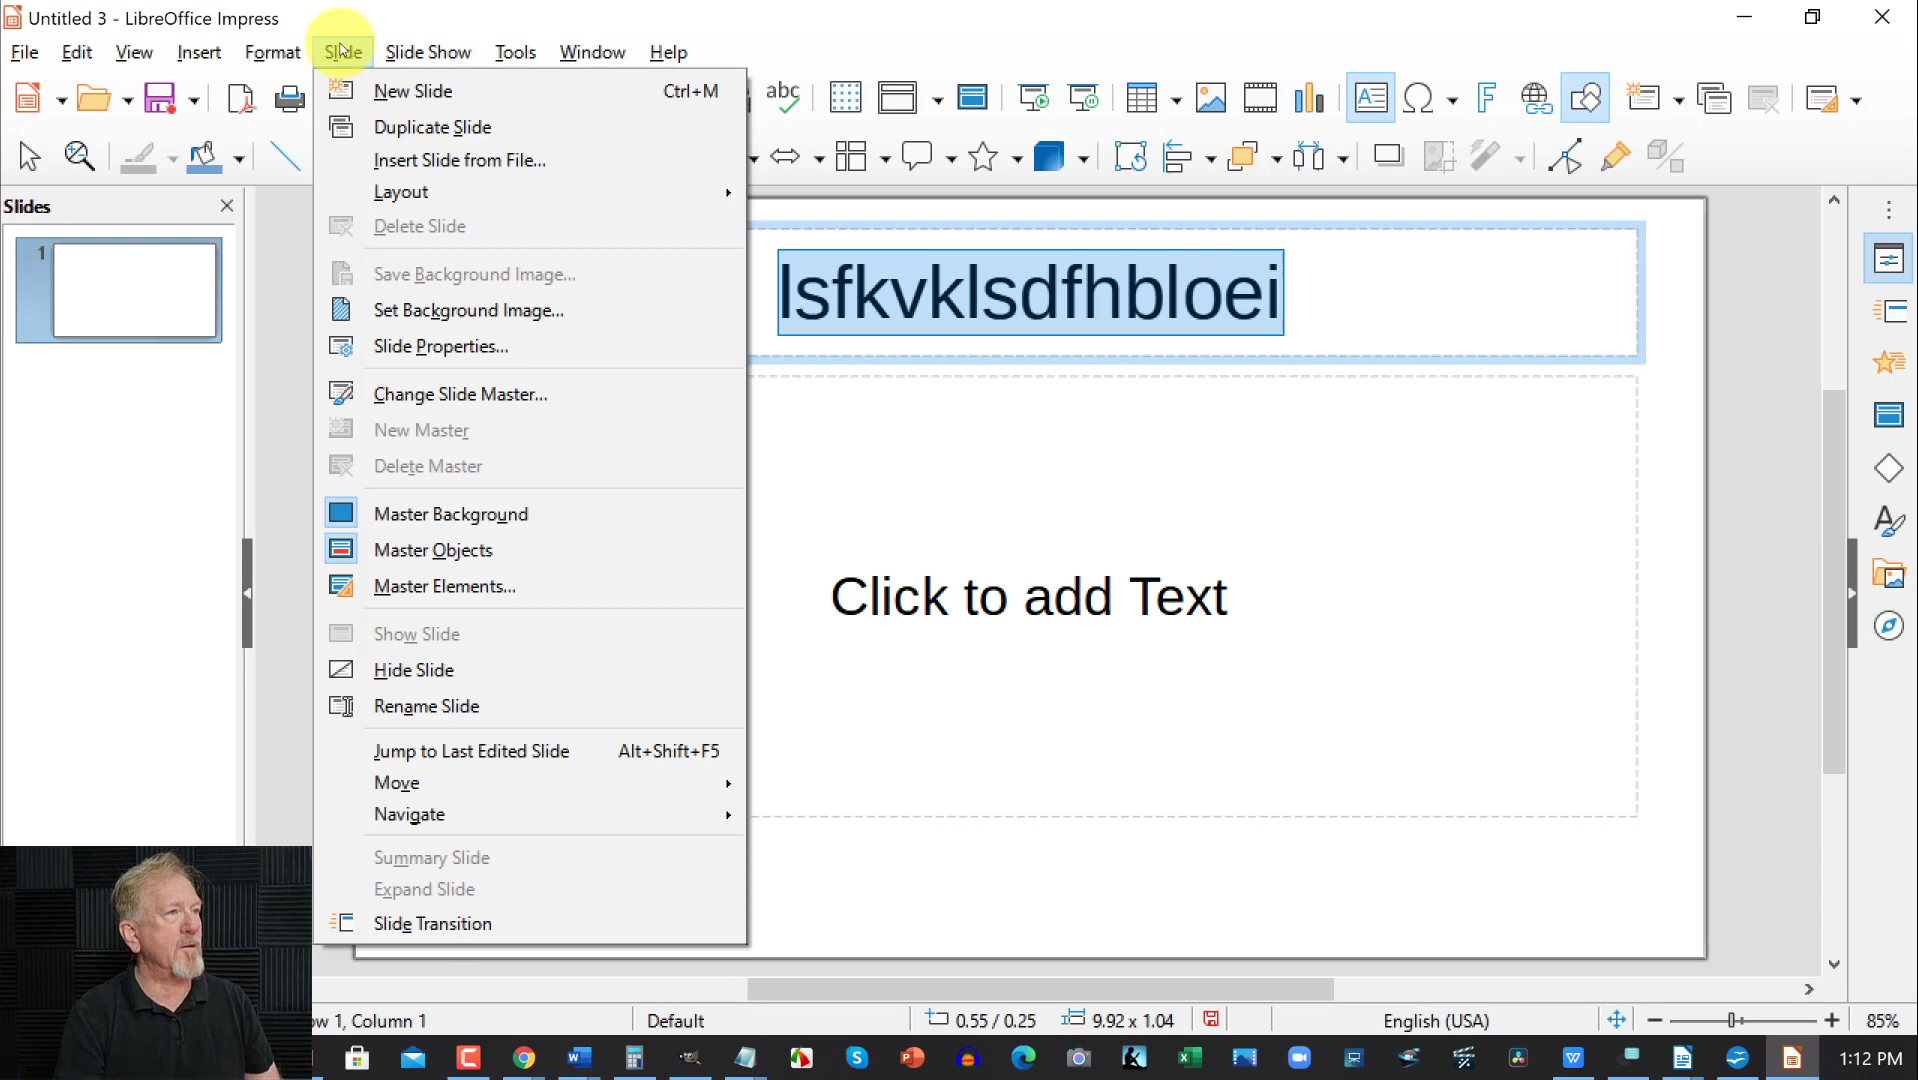 Untitled 3 - LibreOffice Impress
File Edit View Insert Format Slide Slide Show Tools Window Help
New Slide Ctrl+M
Duplicate Slide
Insert Slide from File...
Layout
Delete Slide
Save Background Image...
Set Background Image...
Slide Properties...
Change Slide Master...
New Master
Delete Master
Master Background
Master Objects
Master Elements...
Show Slide
Hide Slide
Rename Slide
Jump to Last Edited Slide Alt+Shift+F5
Move
Navigate
Summary Slide
Expand Slide
Slide Transition
abc
Slides
1
lsfkvklsdfhbloei
Click to add Text
ow 1, Column 1
Default
0.55 / 0.25
9.92 x 1.04
English (USA)
85%
1:12 PM